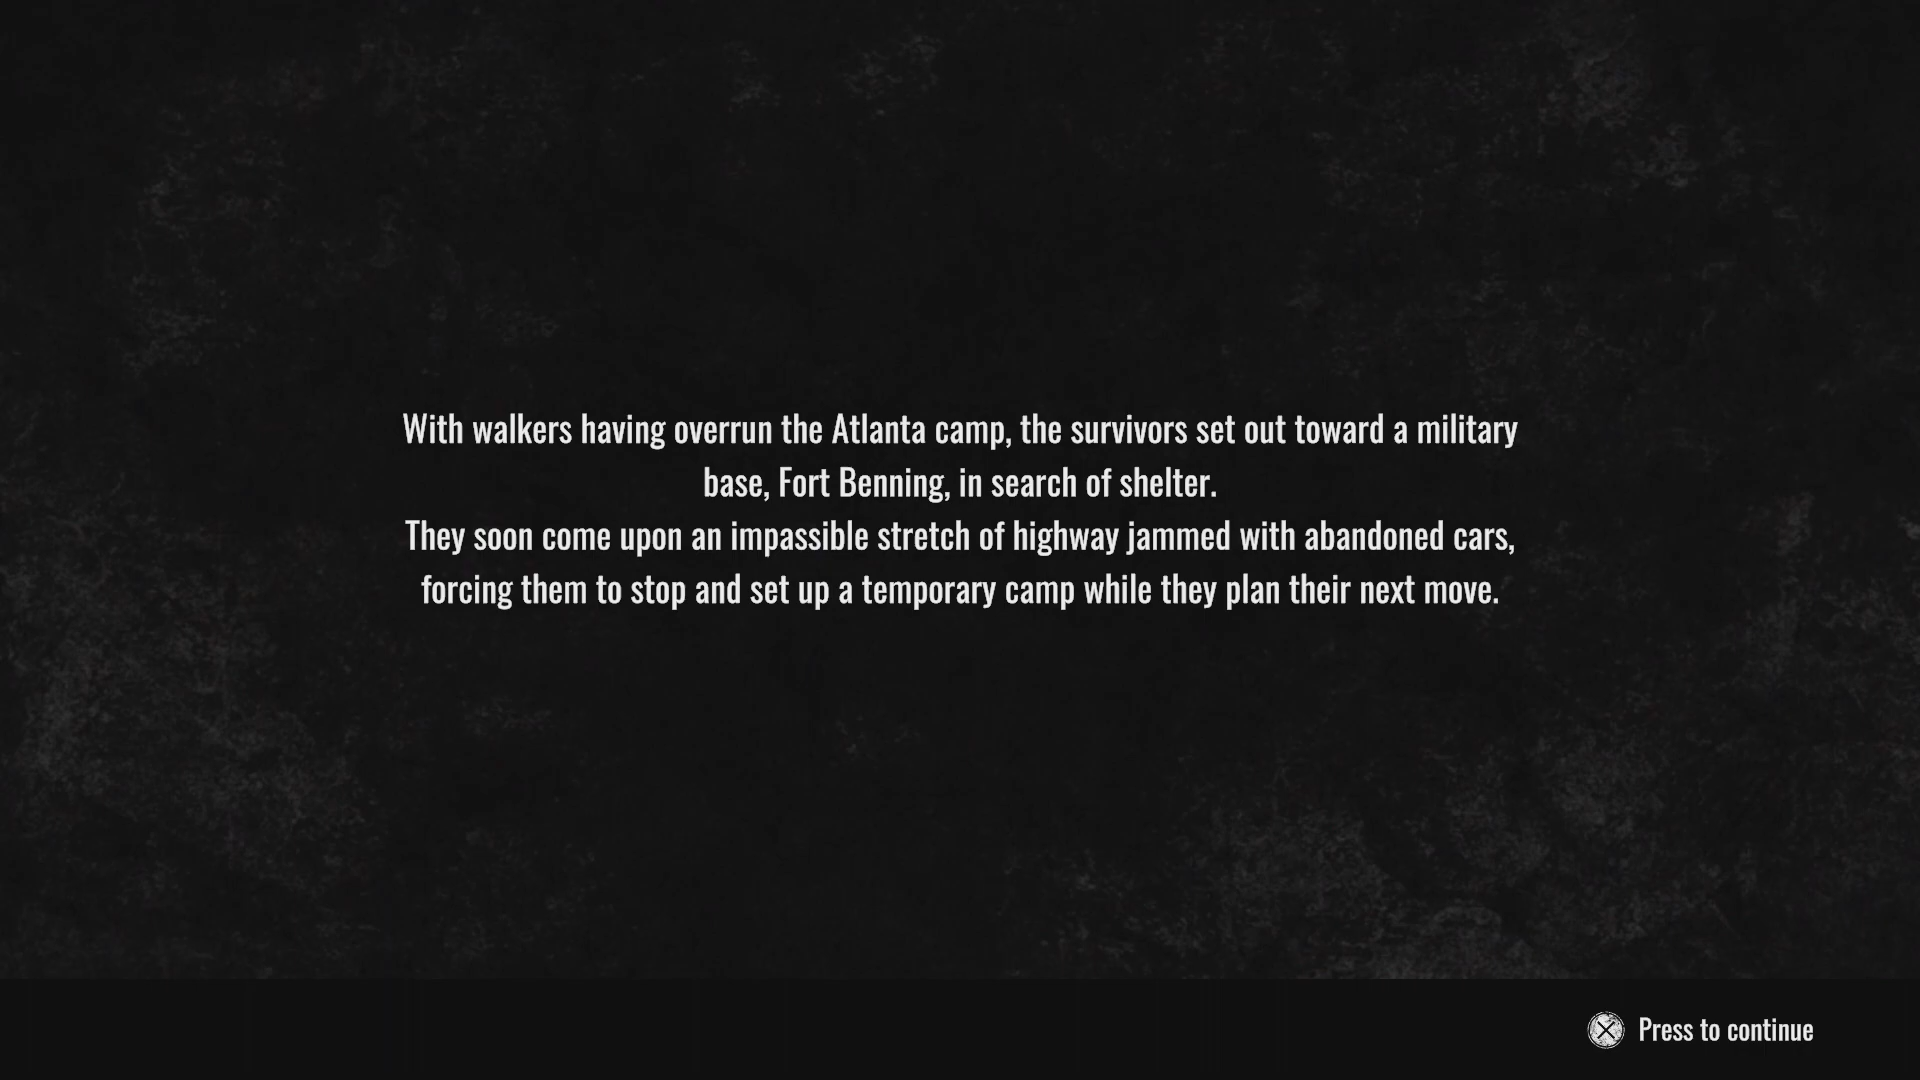 With walkers having overrun the Atlanta camp, the survivors set out toward a military
base, Fort Benning, in search of shelter.
They soon come upon an impassible stretch of highway jammed with abandoned cars,
forcing them to stop and set up a temporary camp while they plan their next move.
Press to continue